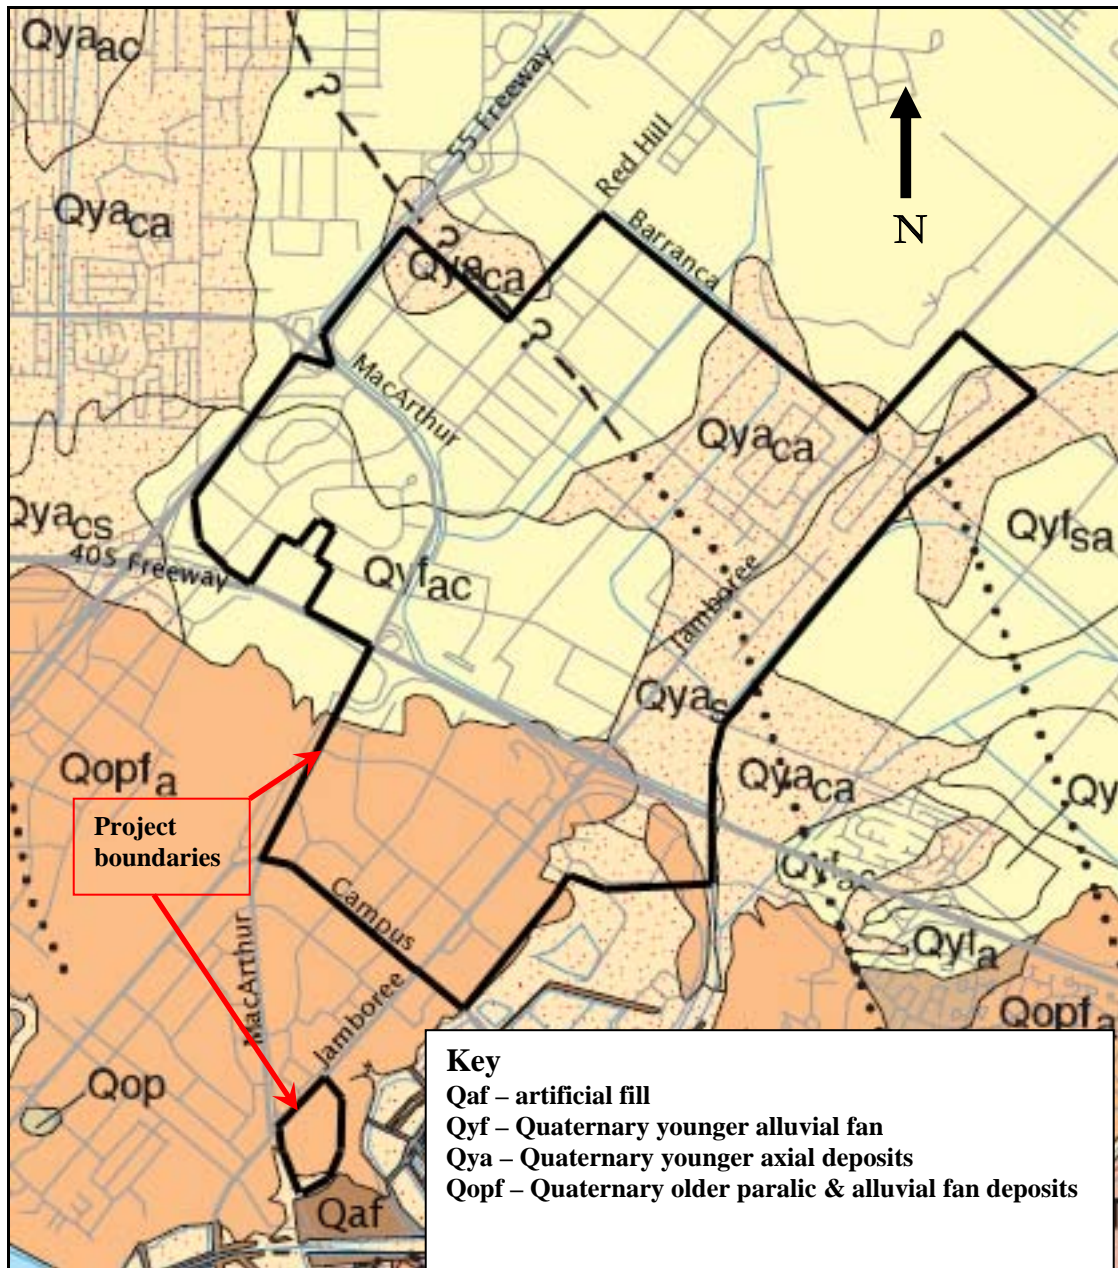 Qyaac
?
55 Freeway
Red Hill
N
Qyaca
?
Qyaca
Barranca
?
MacArthur
Qyaca
Qyacs
405 Freeway
Qyfac
Qyfsa
Jamboree
Qyas
Qopfa
Qyaca
Qy
Project
boundaries
Campus
MacArthur
Qyla
Qopfa
Jamboree
Qop
Qaf
Key
Qaf – artificial fill
Qyf – Quaternary younger alluvial fan
Qya – Quaternary younger axial deposits
Qopf – Quaternary older paralic & alluvial fan deposits